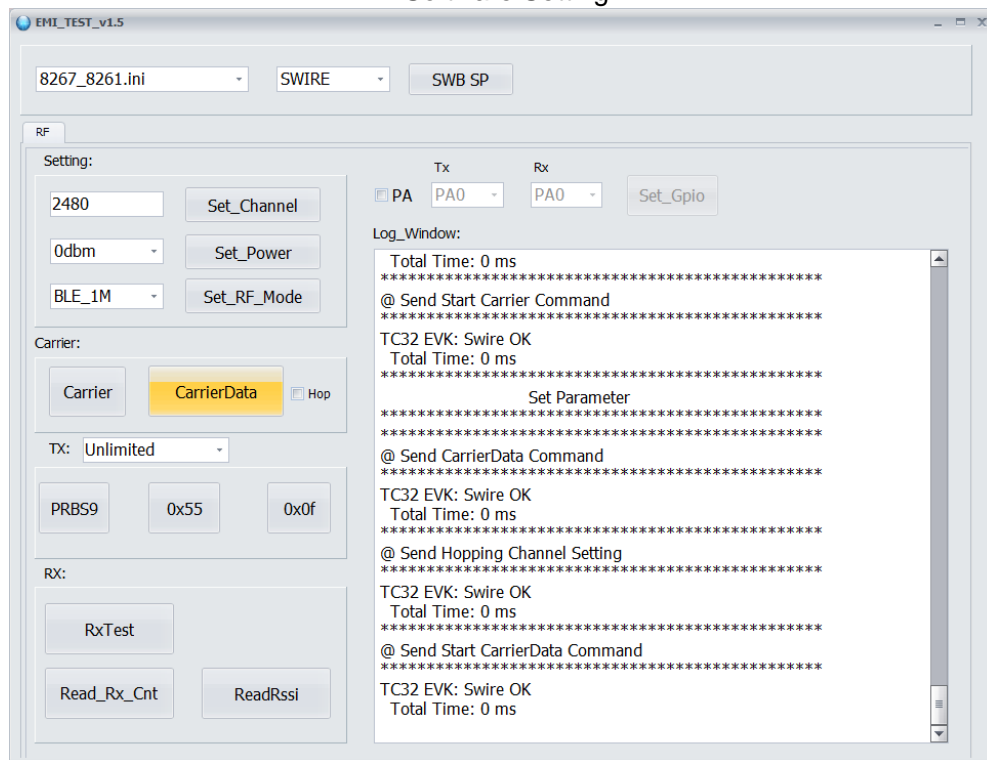 EMI_TEST_v1.5
8267_8261.ini SWIRE SWB SP
RF
Setting:
2480 Set_Channel
0dbm Set_Power
BLE_1M Set_RF_Mode
Carrier:
Carrier CarrierData Hop
TX: Unlimited
PRBS9 0x55 0x0f
RX:
RxTest
Read_Rx_Cnt ReadRssi
Tx Rx
PA PA0 PA0 Set_Gpio
Log_Window:
Total Time: 0 ms
************************************************
@ Send Start Carrier Command
************************************************
TC32 EVK: Swire OK
Total Time: 0 ms
************************************************
Set Parameter
************************************************
************************************************
@ Send CarrierData Command
************************************************
TC32 EVK: Swire OK
Total Time: 0 ms
************************************************
@ Send Hopping Channel Setting
************************************************
TC32 EVK: Swire OK
Total Time: 0 ms
************************************************
@ Send Start CarrierData Command
************************************************
TC32 EVK: Swire OK
Total Time: 0 ms